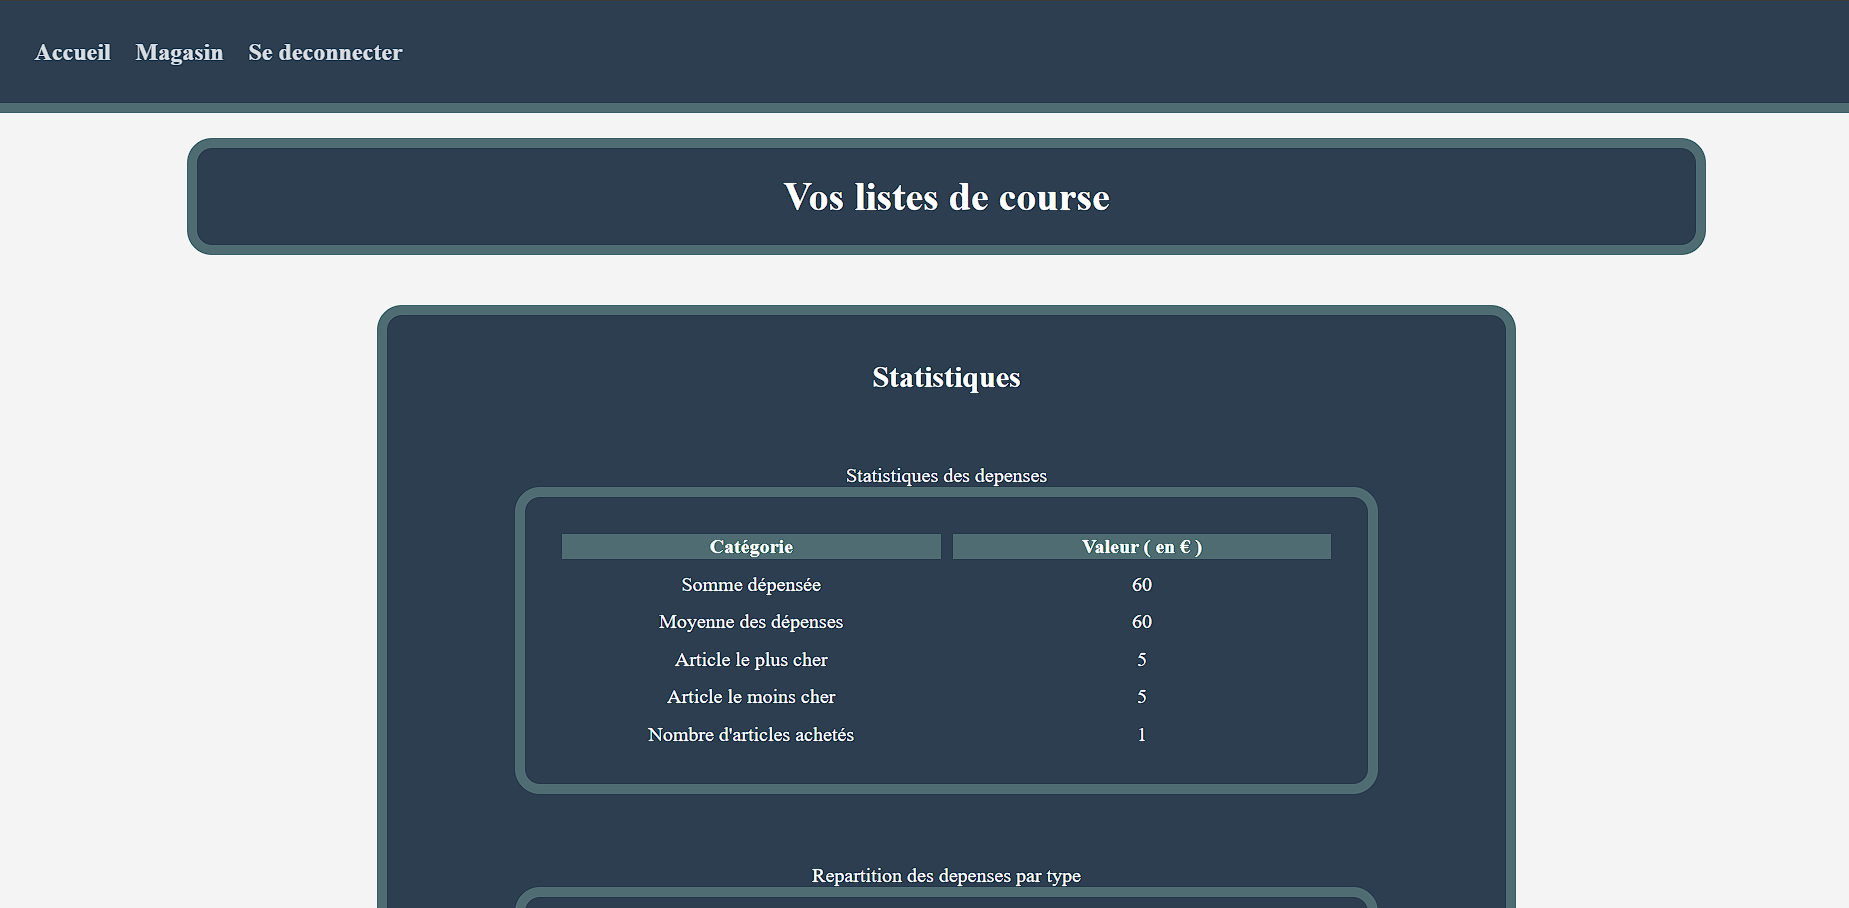 Accueil Magasin Se deconnecter
Vos listes de course
Statistiques
Statistiques des depenses
Catégorie Valeur ( en € )
Somme dépensée 60
Moyenne des dépenses 60
Article le plus cher 5
Article le moins cher 5
Nombre d'articles achetés 1
Repartition des depenses par type